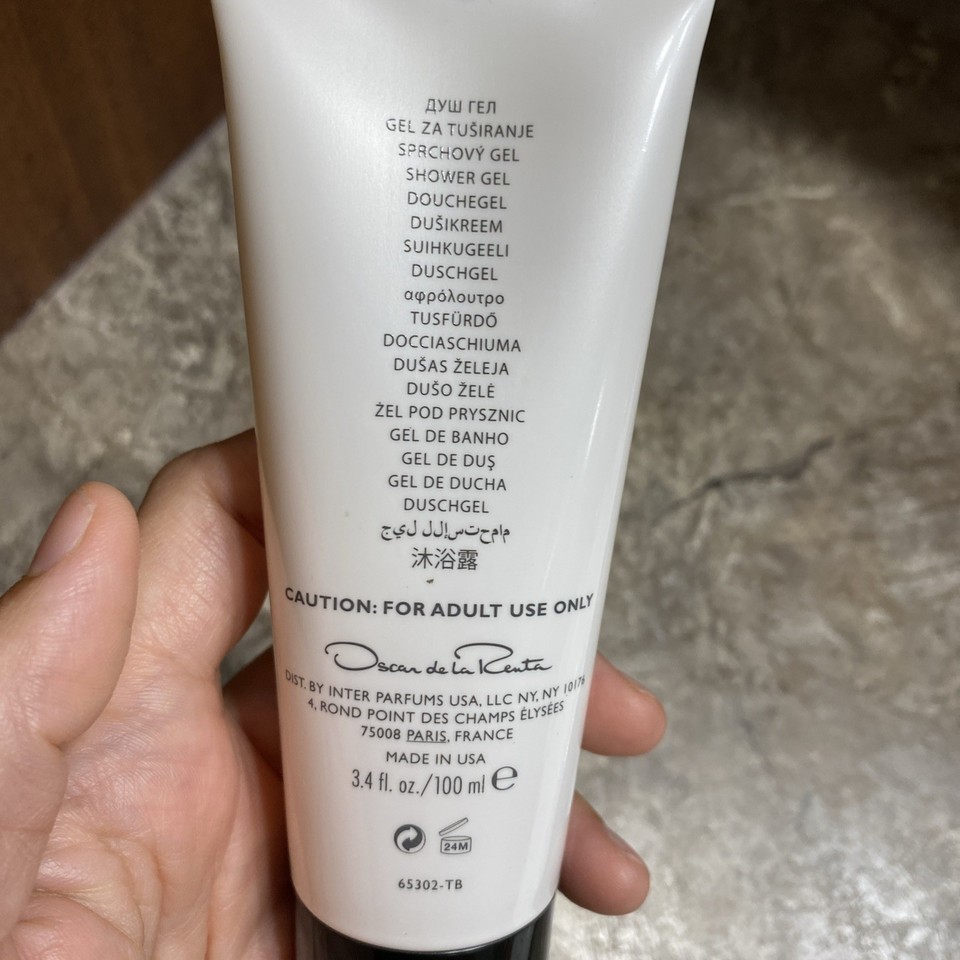 ДУШ ГЕЛ
GEL ZA TUŠIRANJE
SPRCHOVÝ GEL
SHOWER GEL
DOUCHEGEL
DUŠIKREEM
SUIHKUGEELI
DUSCHGEL
αφρόλουτρο
TUSFÜRDŐ
DOCCIASCHIUMA
DUŠAS ŽELEJA
DUŠO ŽELĖ
ŻEL POD PRYSZNIC
GEL DE BANHO
GEL DE DUŞ
GEL DE DUCHA
DUSCHGEL
جيل للإستحمام
沐浴露
CAUTION: FOR ADULT USE ONLY
Oscar de la Renta
DIST. BY INTER PARFUMS USA, LLC NY, NY 10176
4, ROND POINT DES CHAMPS ÉLYSÉES
75008 PARIS, FRANCE
MADE IN USA
3.4 fl. oz./100 ml ℮
24M
65302-TB